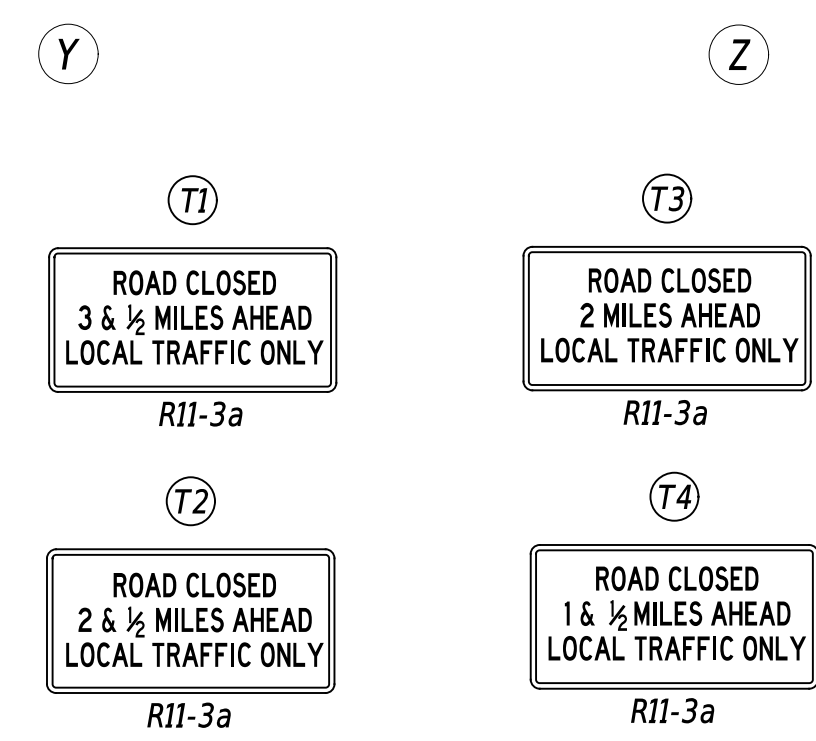 Y
Z
T1
ROAD CLOSED
3 & ½ MILES AHEAD
LOCAL TRAFFIC ONLY
R11-3a
T3
ROAD CLOSED
2 MILES AHEAD
LOCAL TRAFFIC ONLY
R11-3a
T2
ROAD CLOSED
2 & ½ MILES AHEAD
LOCAL TRAFFIC ONLY
R11-3a
T4
ROAD CLOSED
1 & ½ MILES AHEAD
LOCAL TRAFFIC ONLY
R11-3a